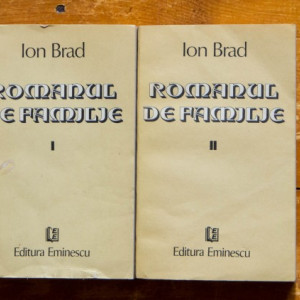 Ion Brad
ROMANUL
DE FAMILIE
I
Editura Eminescu
Ion Brad
ROMANUL
DE FAMILIE
II
Editura Eminescu